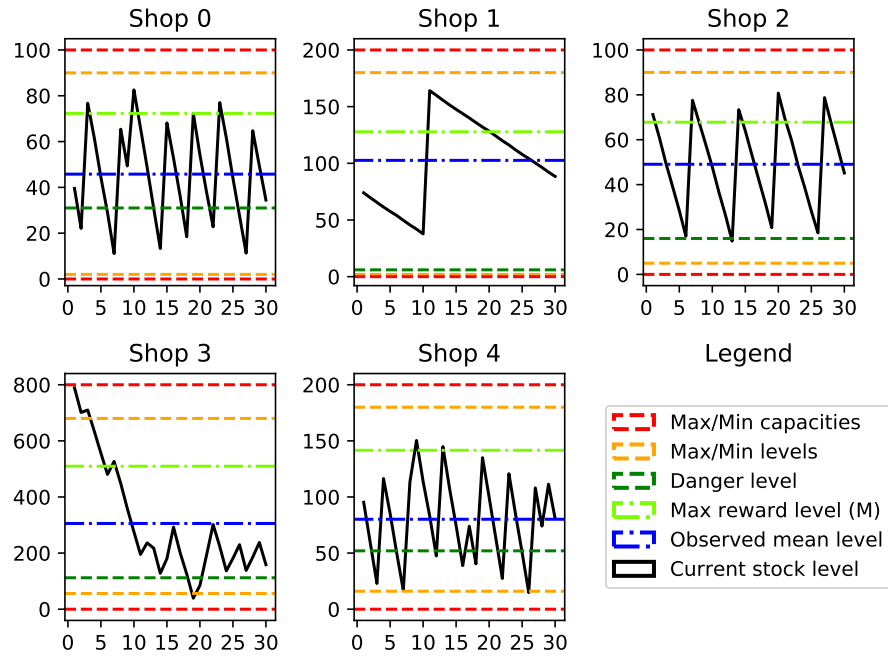 Shop 0
Shop 1
Shop 2
100
80
60
40
20
0
0 5 10 15 20 25 30
200
150
100
50
0
0 5 10 15 20 25 30
100
80
60
40
20
0
0 5 10 15 20 25 30
Shop 3
Shop 4
Legend
800
600
400
200
0
0 5 10 15 20 25 30
200
150
100
50
0
0 5 10 15 20 25 30
Max/Min capacities
Max/Min levels
Danger level
Max reward level (M)
Observed mean level
Current stock level